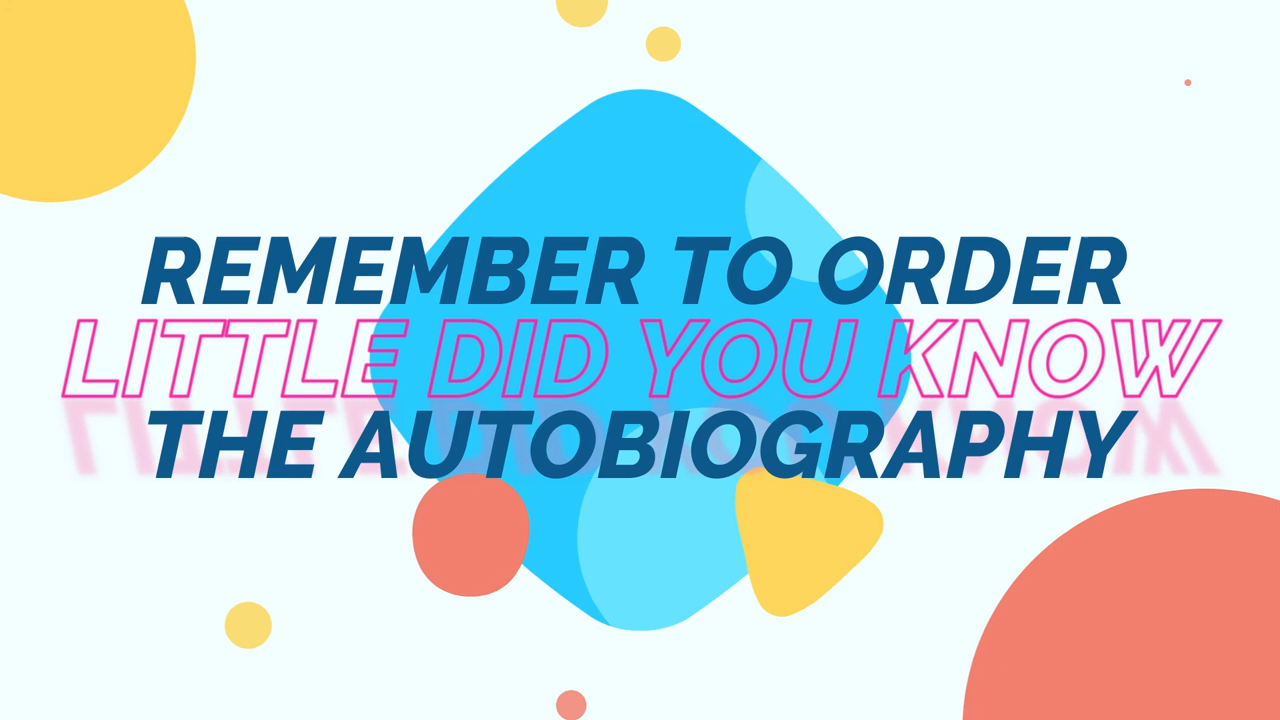 REMEMBER TO ORDER
LITTLE DID YOU KNOW
THE AUTOBIOGRAPHY